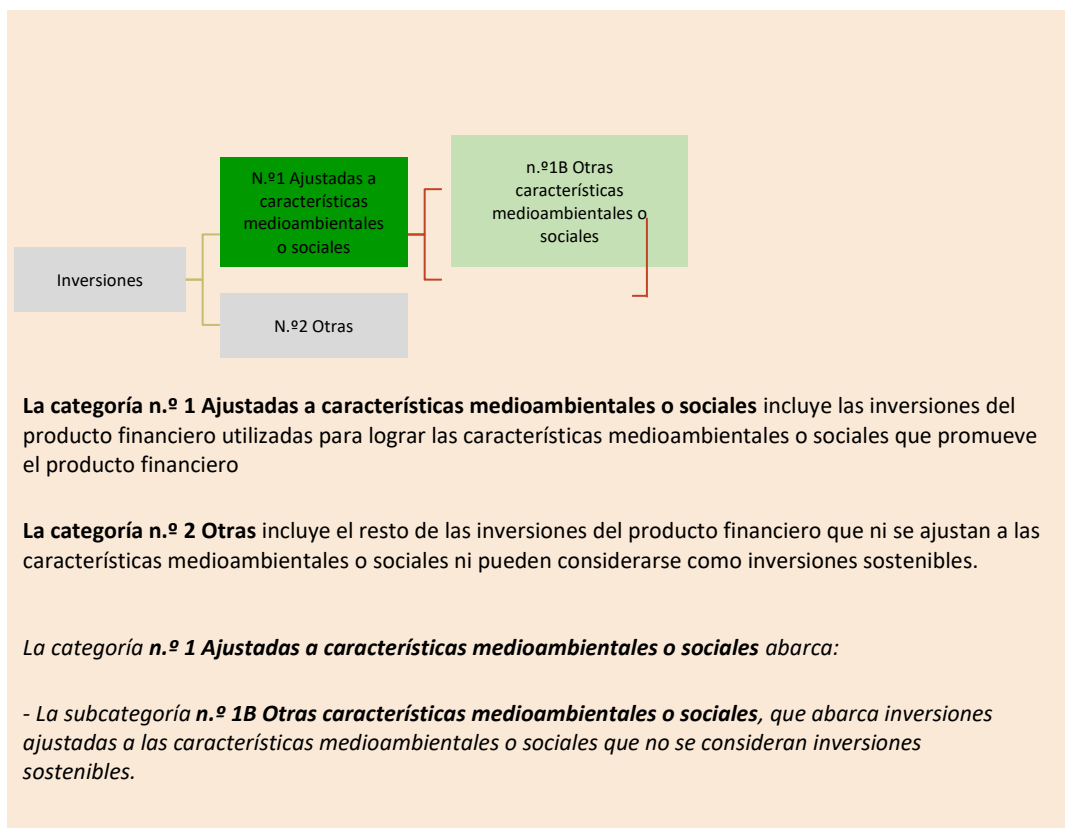 n.º1B Otras
características
medioambientales o
sociales
N.º1 Ajustadas a
características
medioambientales
o sociales
Inversiones
N.º2 Otras
La categoría n.º 1 Ajustadas a características medioambientales o sociales incluye las inversiones del
producto financiero utilizadas para lograr las características medioambientales o sociales que promueve
el producto financiero
La categoría n.º 2 Otras incluye el resto de las inversiones del producto financiero que ni se ajustan a las
características medioambientales o sociales ni pueden considerarse como inversiones sostenibles.
La categoría n.º 1 Ajustadas a características medioambientales o sociales abarca:
- La subcategoría n.º 1B Otras características medioambientales o sociales, que abarca inversiones
ajustadas a las características medioambientales o sociales que no se consideran inversiones
sostenibles.